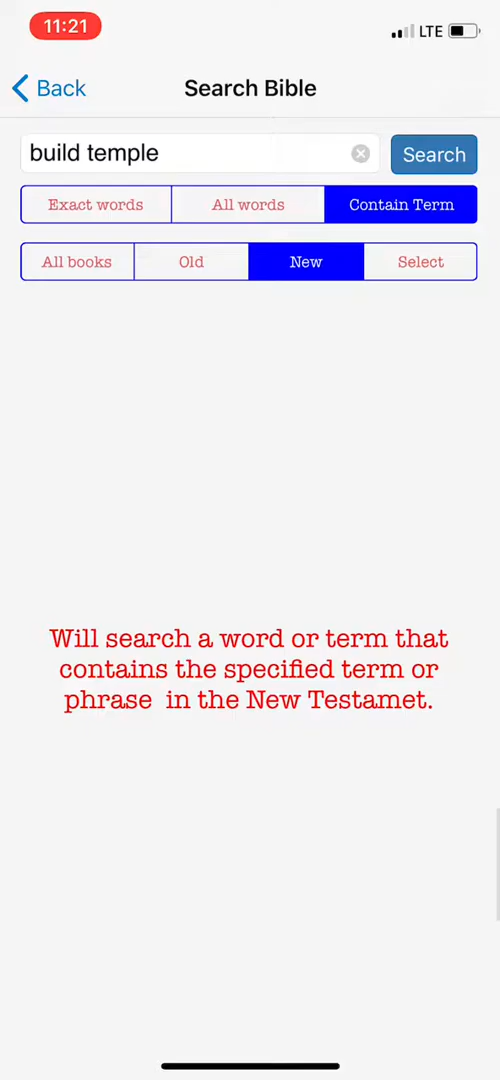 11:21 LTE
Back Search Bible
build temple Search
Exact words All words Contain Term
All books Old New Select
Will search a word or term that
contains the specified term or
phrase in the New Testamet.